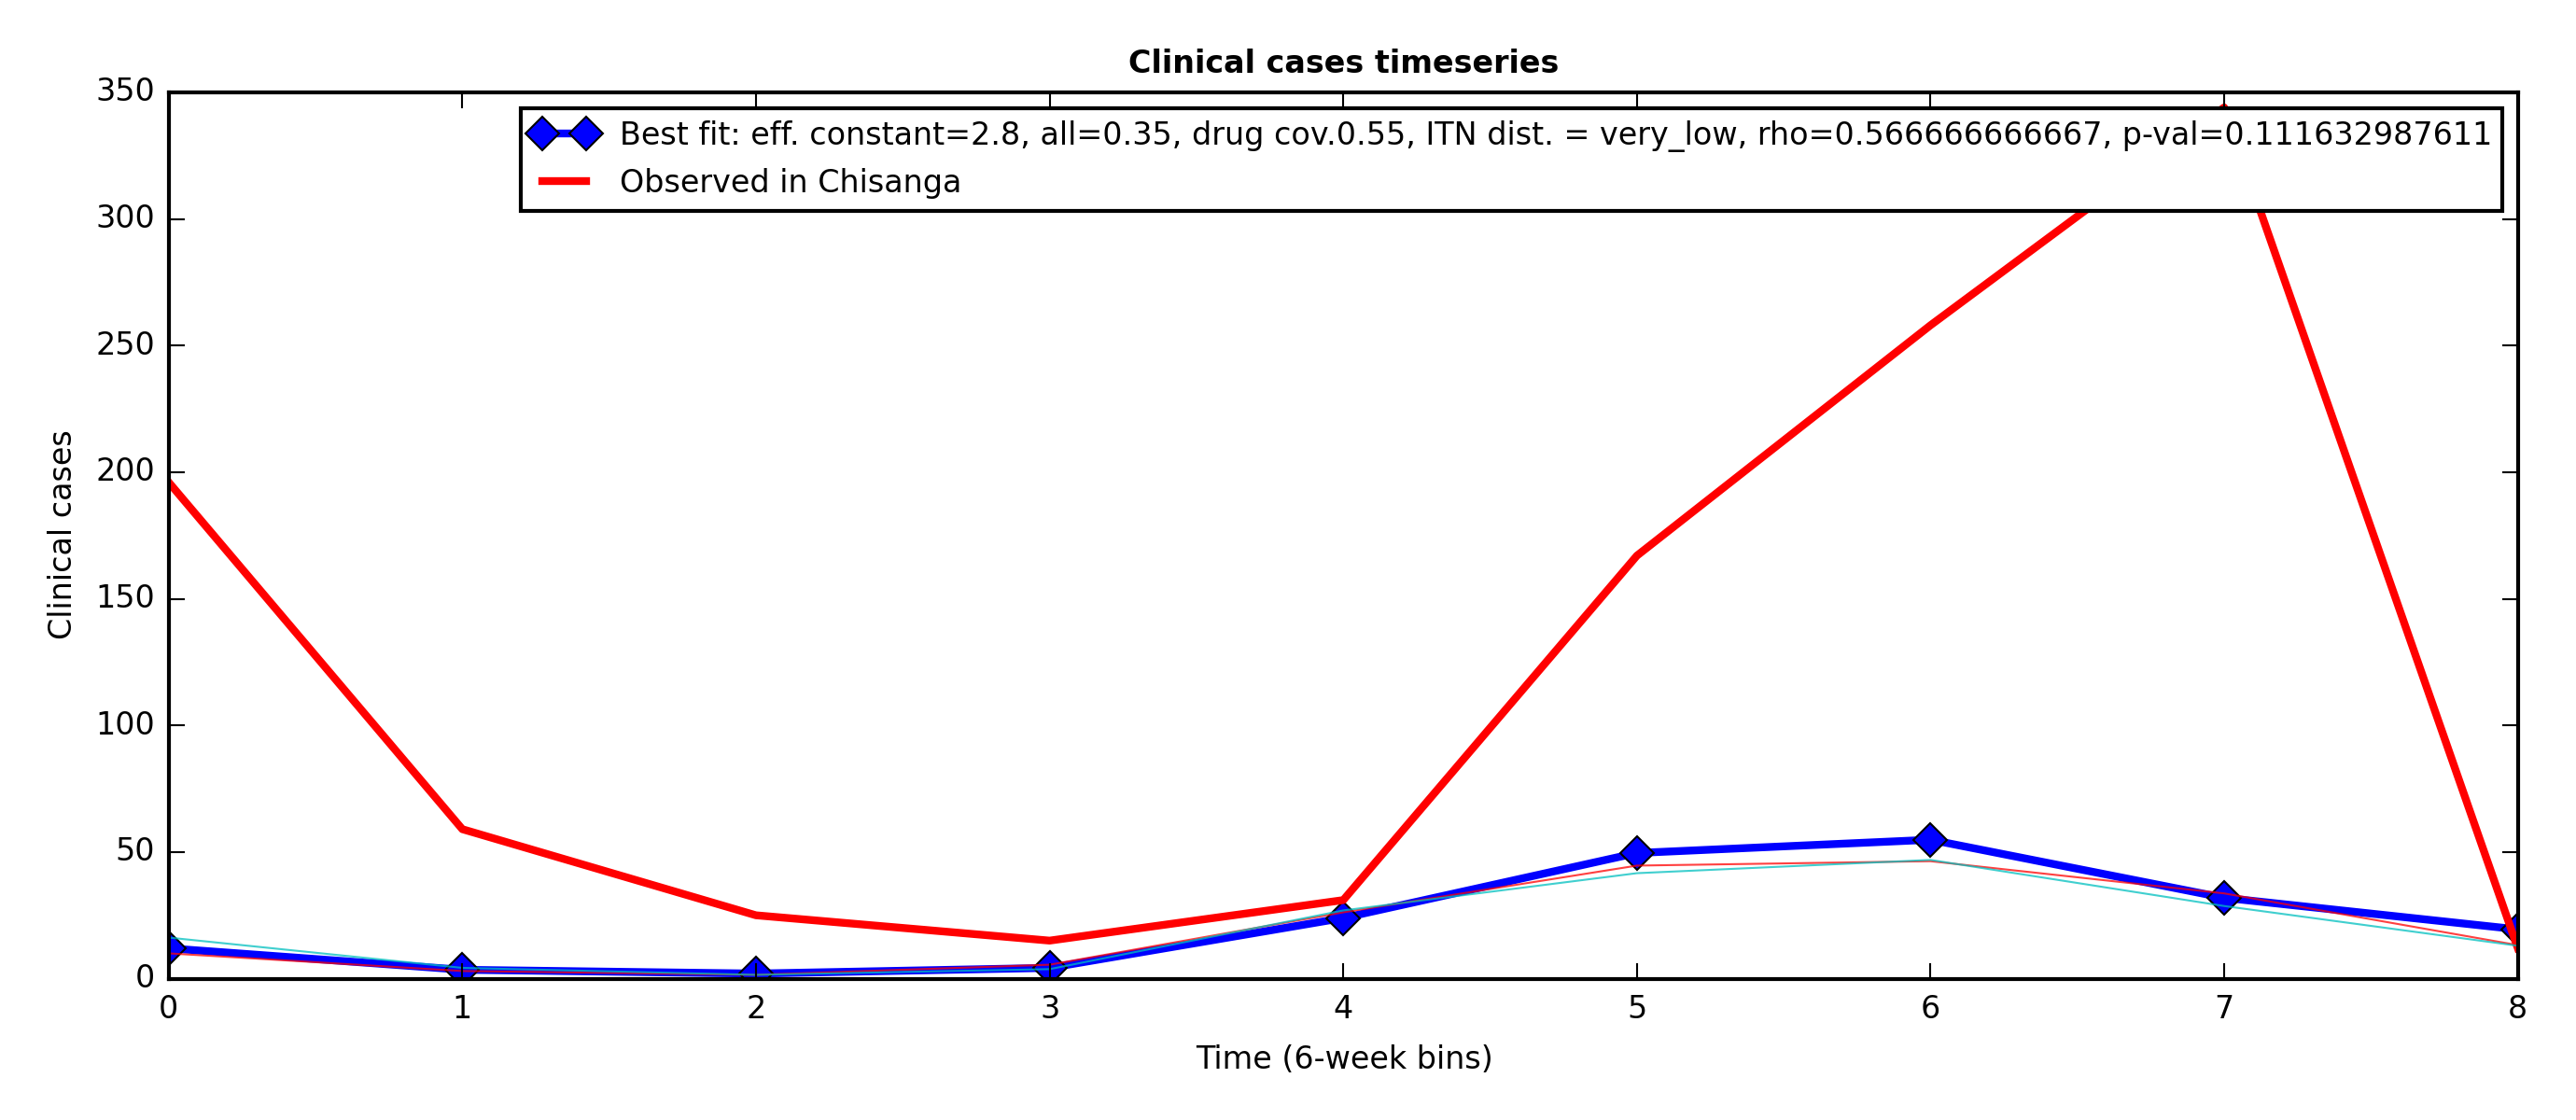 Clinical cases timeseries
350
300
250
200
150
100
50
0
Clinical cases
Best fit: eff. constant=2.8, all=0.35, drug cov.0.55, ITN dist. = very_low, rho=0.566666666667, p-val=0.111632987611
Observed in Chisanga
0 1 2 3 4 5 6 7 8
Time (6-week bins)